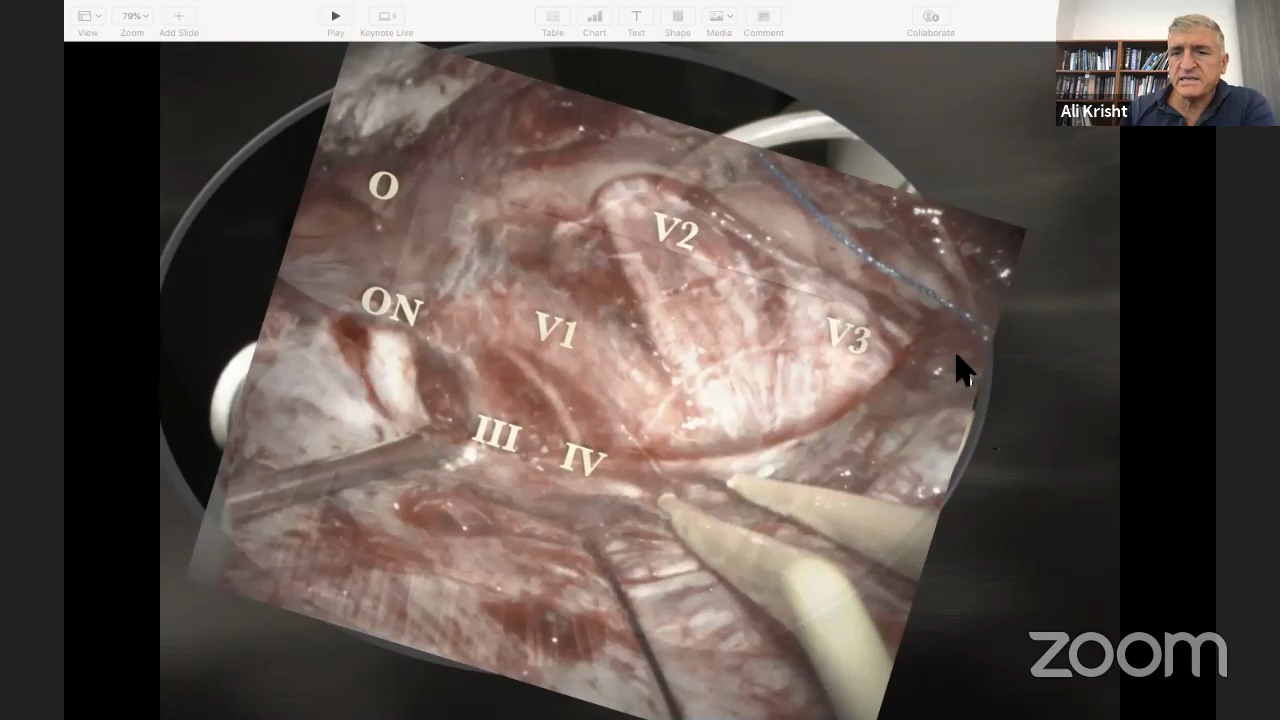 View
79%
Zoom
Add Slide
Play
Keynote Live
Table
Chart
Text
Shape
Media
Comment
Collaborate
Ali Krisht
O
V2
ON
V1
V3
III
IV
zoom